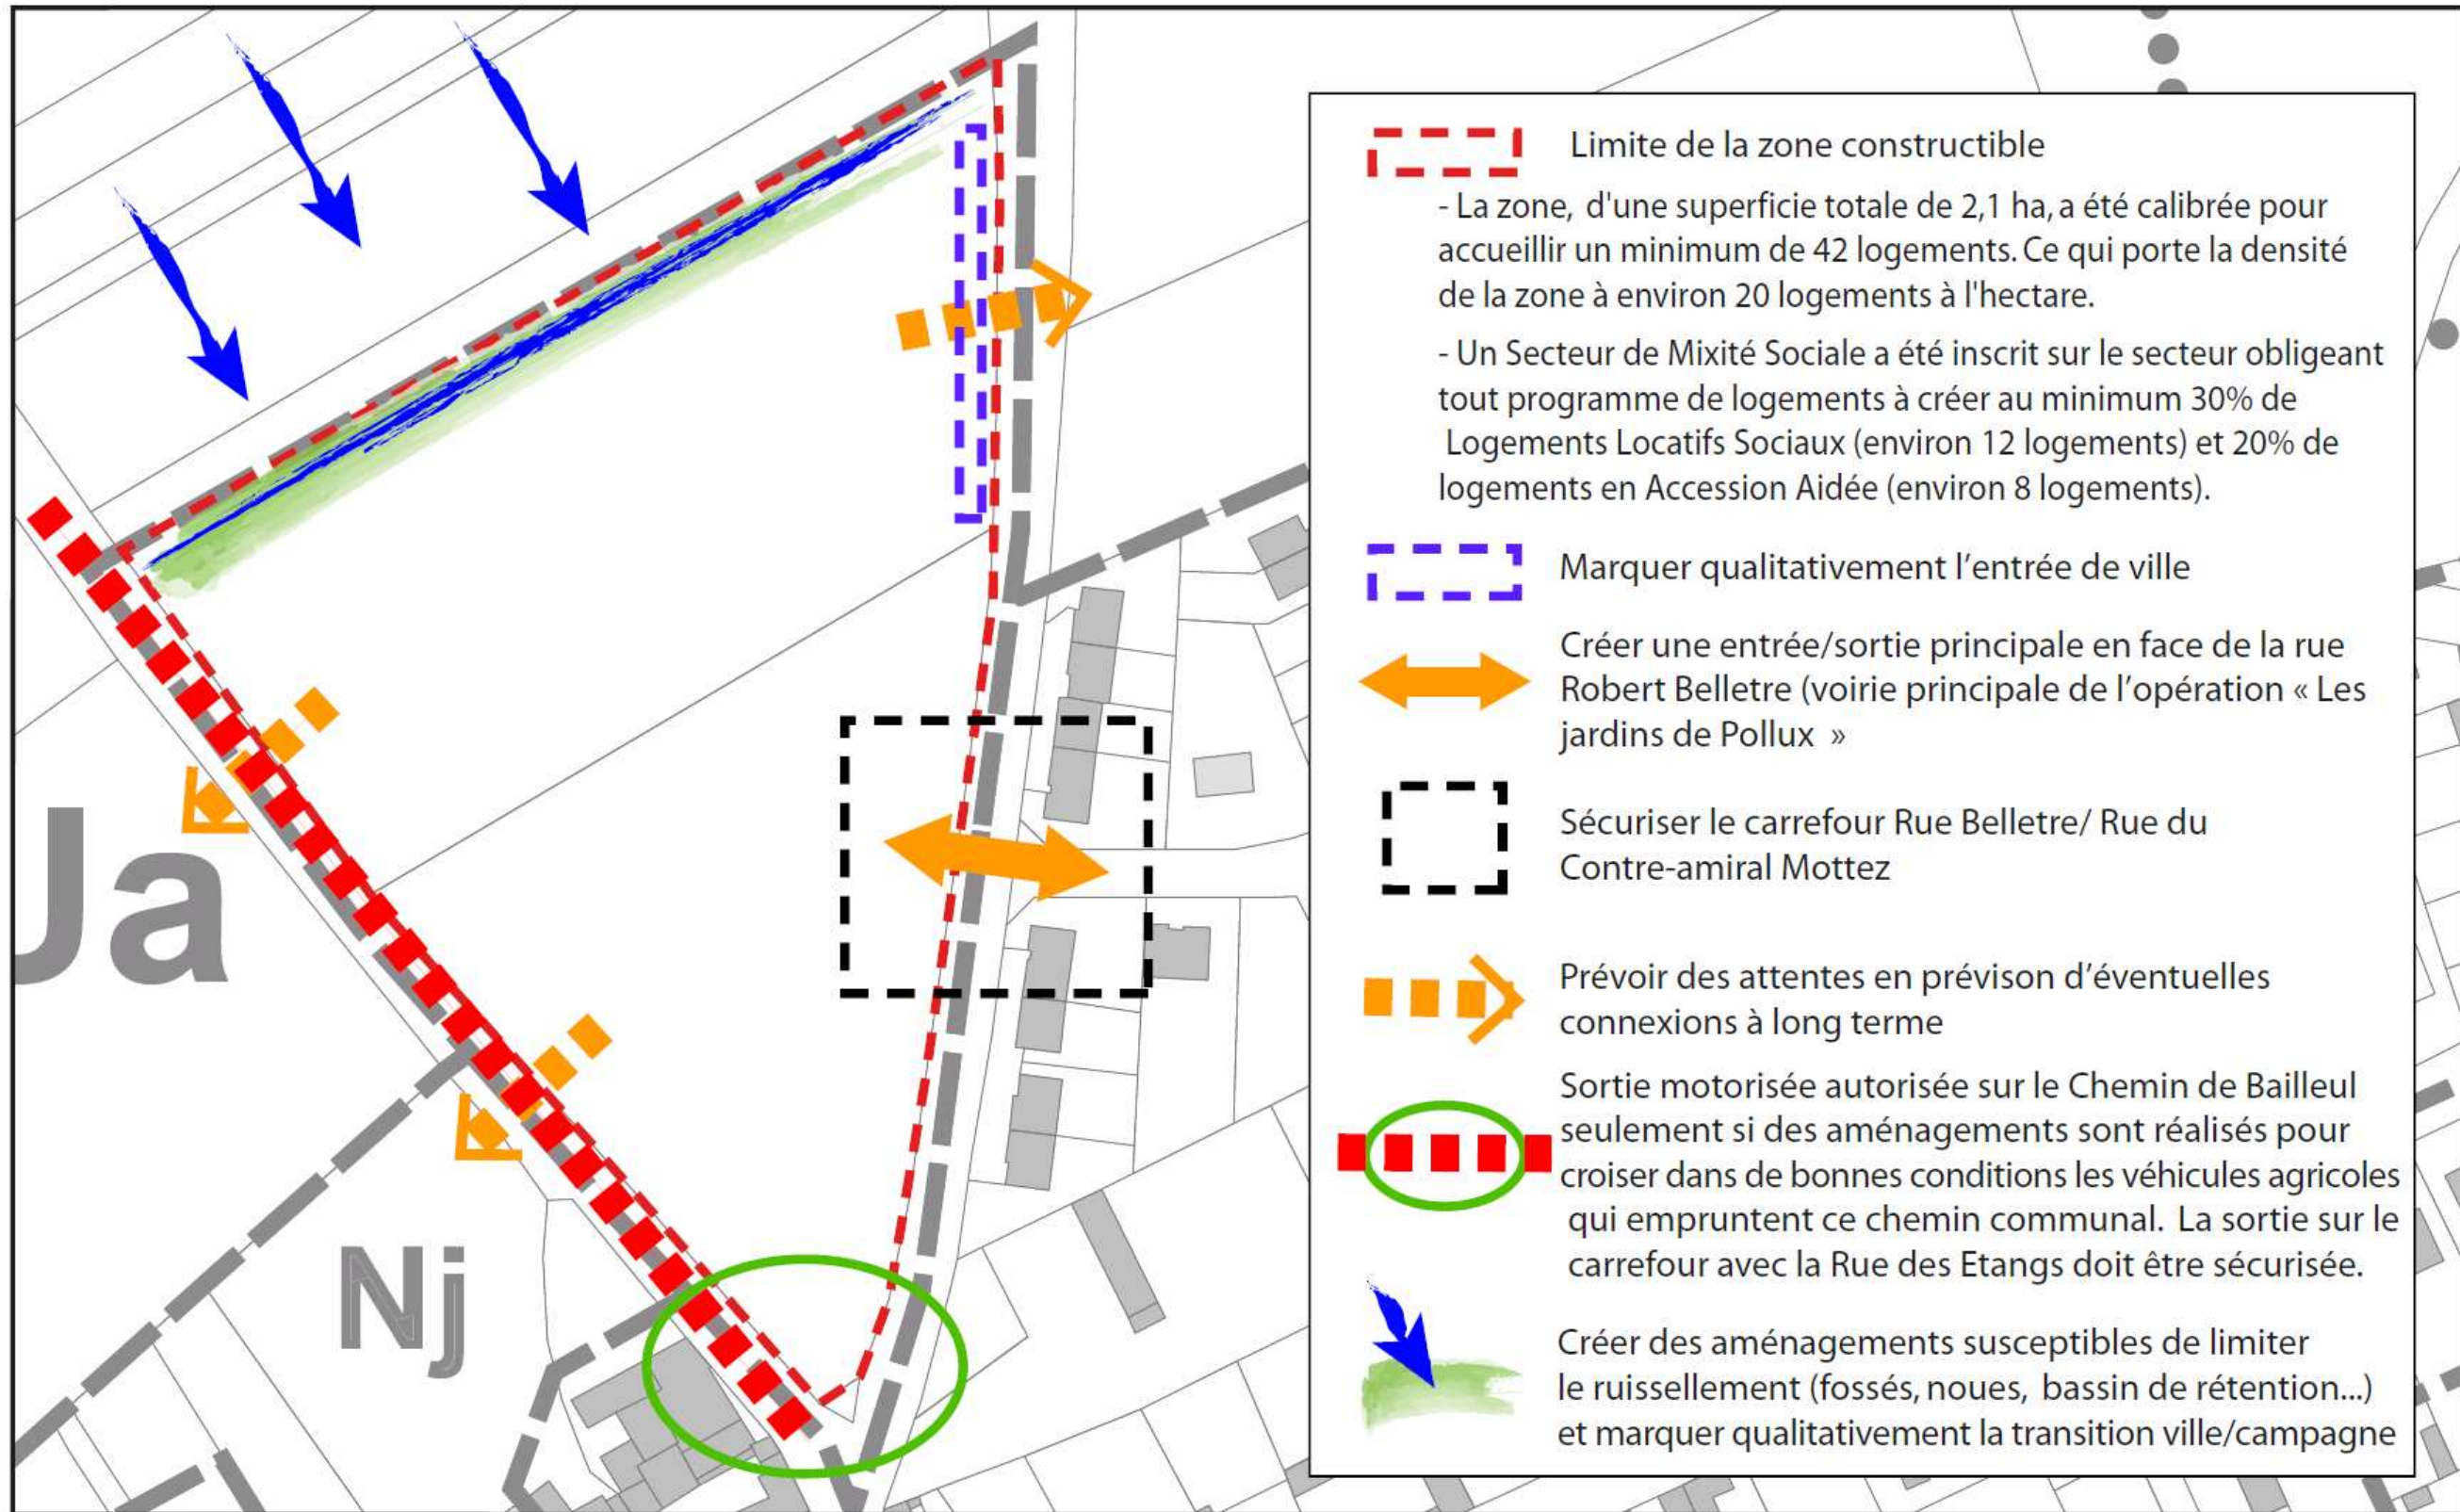 Limite de la zone constructible
- La zone, d'une superficie totale de 2,1 ha, a été calibrée pour
accueillir un minimum de 42 logements. Ce qui porte la densité
de la zone à environ 20 logements à l'hectare.
- Un Secteur de Mixité Sociale a été inscrit sur le secteur obligeant
tout programme de logements à créer au minimum 30% de
Logements Locatifs Sociaux (environ 12 logements) et 20% de
logements en Accession Aidée (environ 8 logements).
Marquer qualitativement l'entrée de ville
Créer une entrée/sortie principale en face de la rue
Robert Belletre (voirie principale de l'opération « Les
jardins de Pollux »
Sécuriser le carrefour Rue Belletre/ Rue du
Contre-amiral Mottez
Prévoir des attentes en prévison d'éventuelles
connexions à long terme
Sortie motorisée autorisée sur le Chemin de Bailleul
seulement si des aménagements sont réalisés pour
croiser dans de bonnes conditions les véhicules agricoles
qui empruntent ce chemin communal. La sortie sur le
carrefour avec la Rue des Etangs doit être sécurisée.
Créer des aménagements susceptibles de limiter
le ruissellement (fossés, noues, bassin de rétention...)
et marquer qualitativement la transition ville/campagne
Ja
Nj